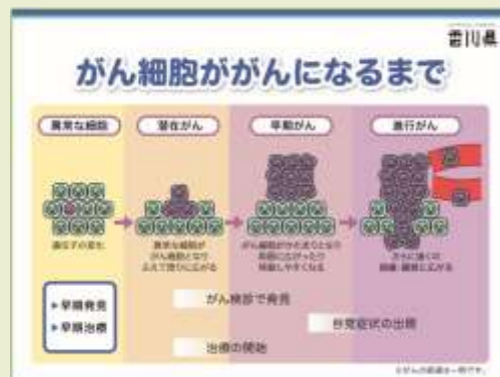 香川県
がん細胞ががんになるまで
異常な細胞
潜在がん
早期がん
進行がん
遺伝子の変化
異常な細胞が
がん細胞となり
ふえて周りに広がる
がん細胞がかたまりとなり
周囲に広がったり
転移しやすくなる
さらに遠くの
臓器・器官に広がる
▶早期発見
▶早期治療
がん検診で発見
自覚症状の出現
治療の開始